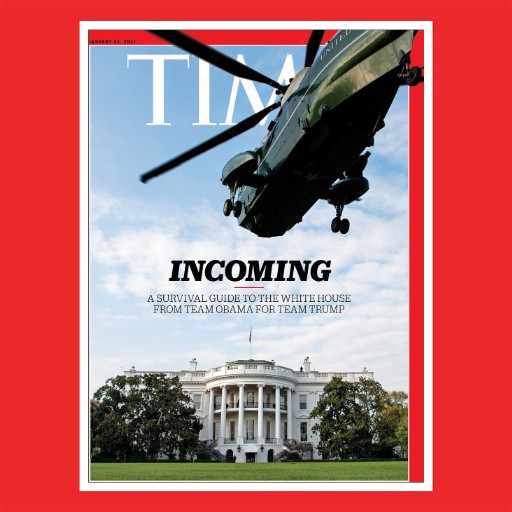 JANUARY 23, 2017
TIM
UNITED
INCOMING
A SURVIVAL GUIDE TO THE WHITE HOUSE
FROM TEAM OBAMA FOR TEAM TRUMP